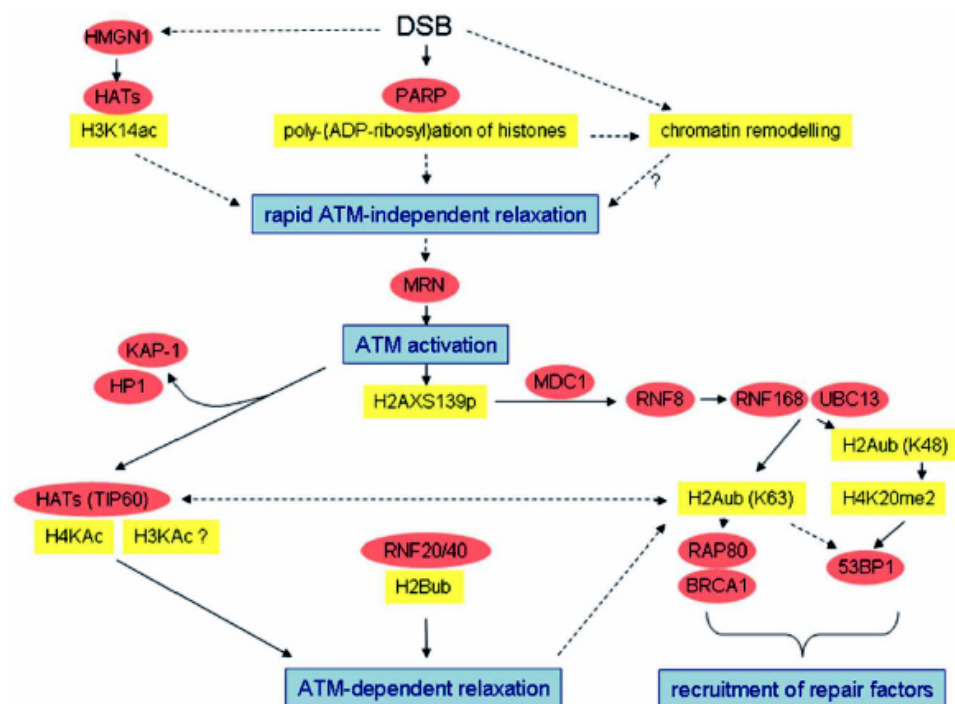 DSB
HMGN1
HATs
H3K14ac
PARP
poly-(ADP-ribosyl)ation of histones
chromatin remodelling
?
rapid ATM-independent relaxation
MRN
ATM activation
KAP-1
HP1
H2AXS139p
MDC1
RNF8
RNF168
UBC13
H2Aub (K48)
HATs (TIP60)
H4KAc
H3KAc ?
H2Aub (K63)
H4K20me2
RNF20/40
H2Bub
RAP80
BRCA1
53BP1
ATM-dependent relaxation
recruitment of repair factors